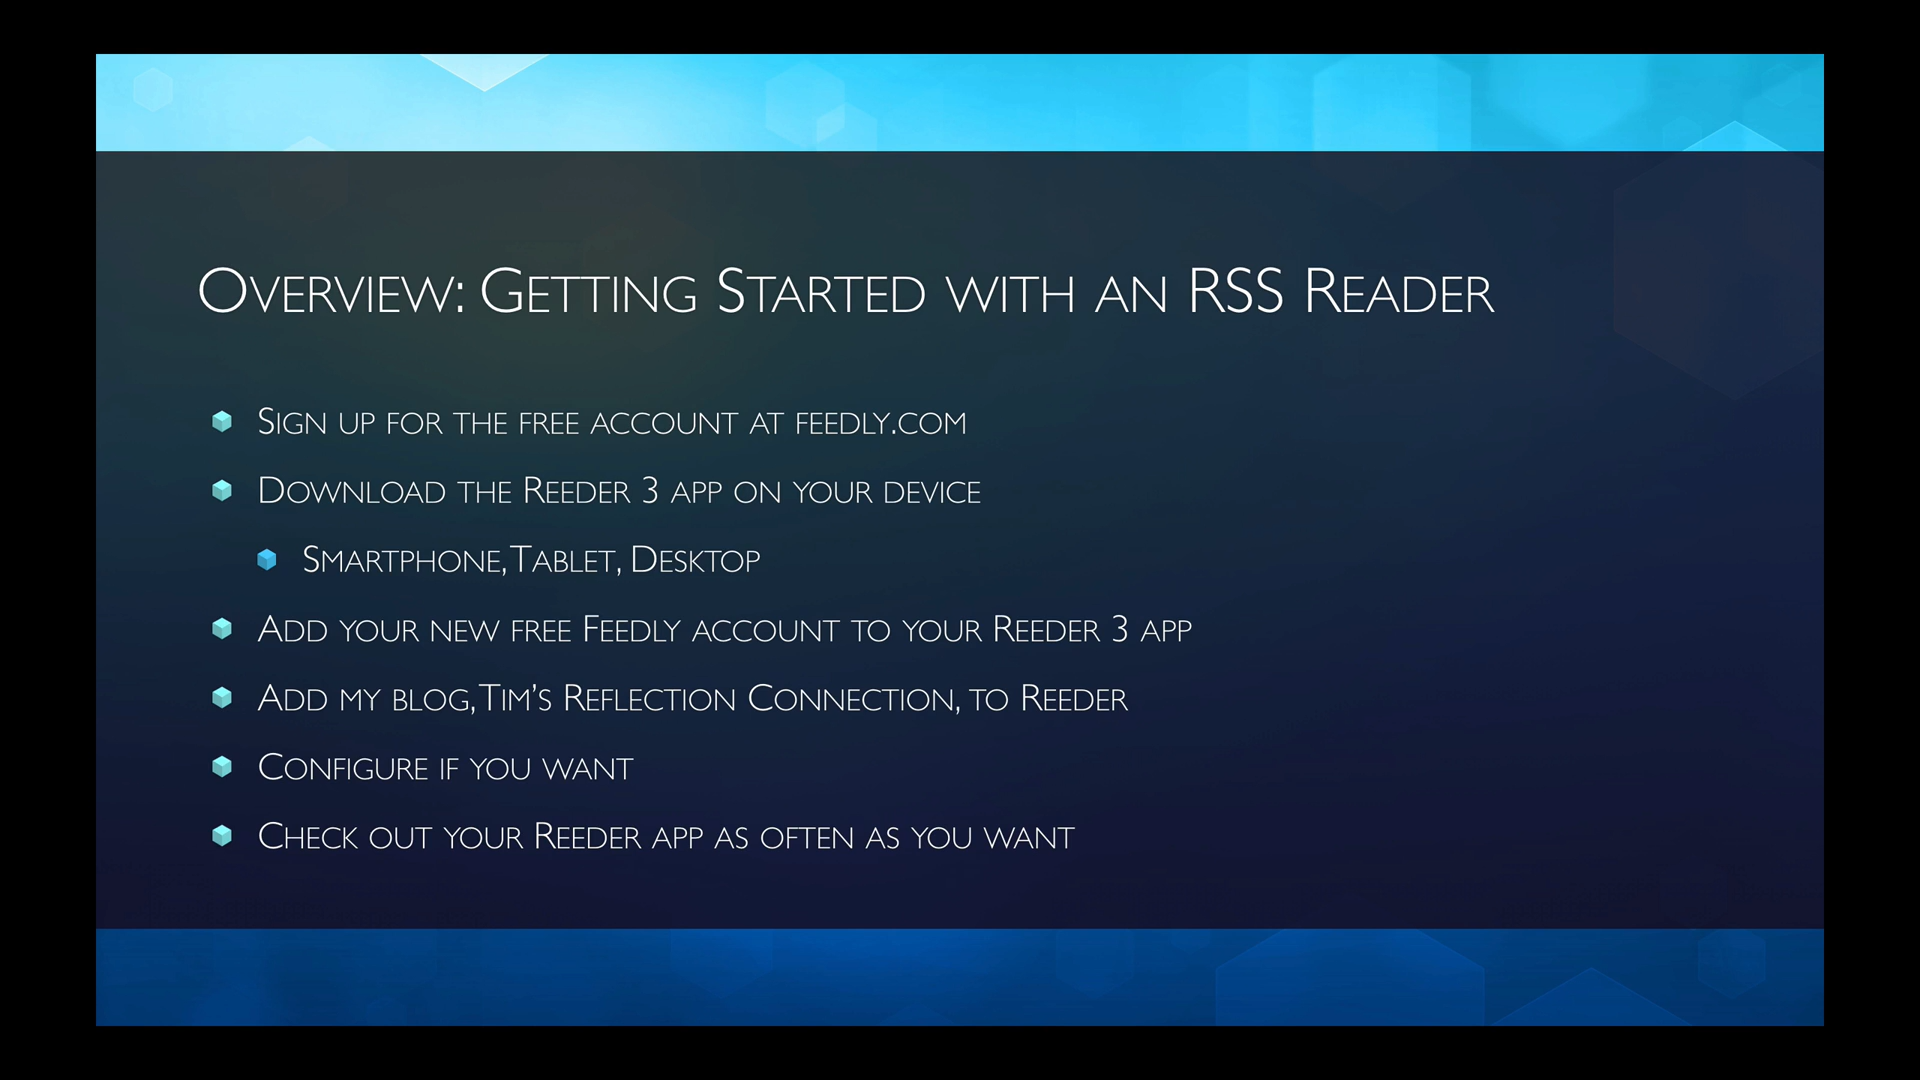 Overview: Getting Started with an RSS Reader
Sign up for the free account at feedly.com
Download the Reeder 3 app on your device
Smartphone, Tablet, Desktop
Add your new free Feedly account to your Reeder 3 app
Add my blog, Tim’s Reflection Connection, to Reeder
Configure if you want
Check out your Reeder app as often as you want